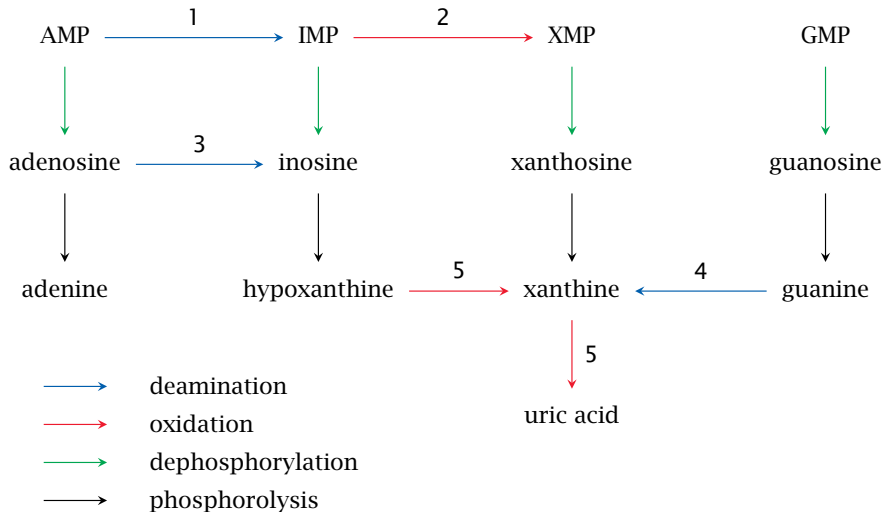 1 2
AMP IMP XMP GMP
3
adenosine inosine xanthosine guanosine
5 4
adenine hypoxanthine xanthine guanine
5
deamination
uric acid
oxidation
dephosphorylation
phosphorolysis